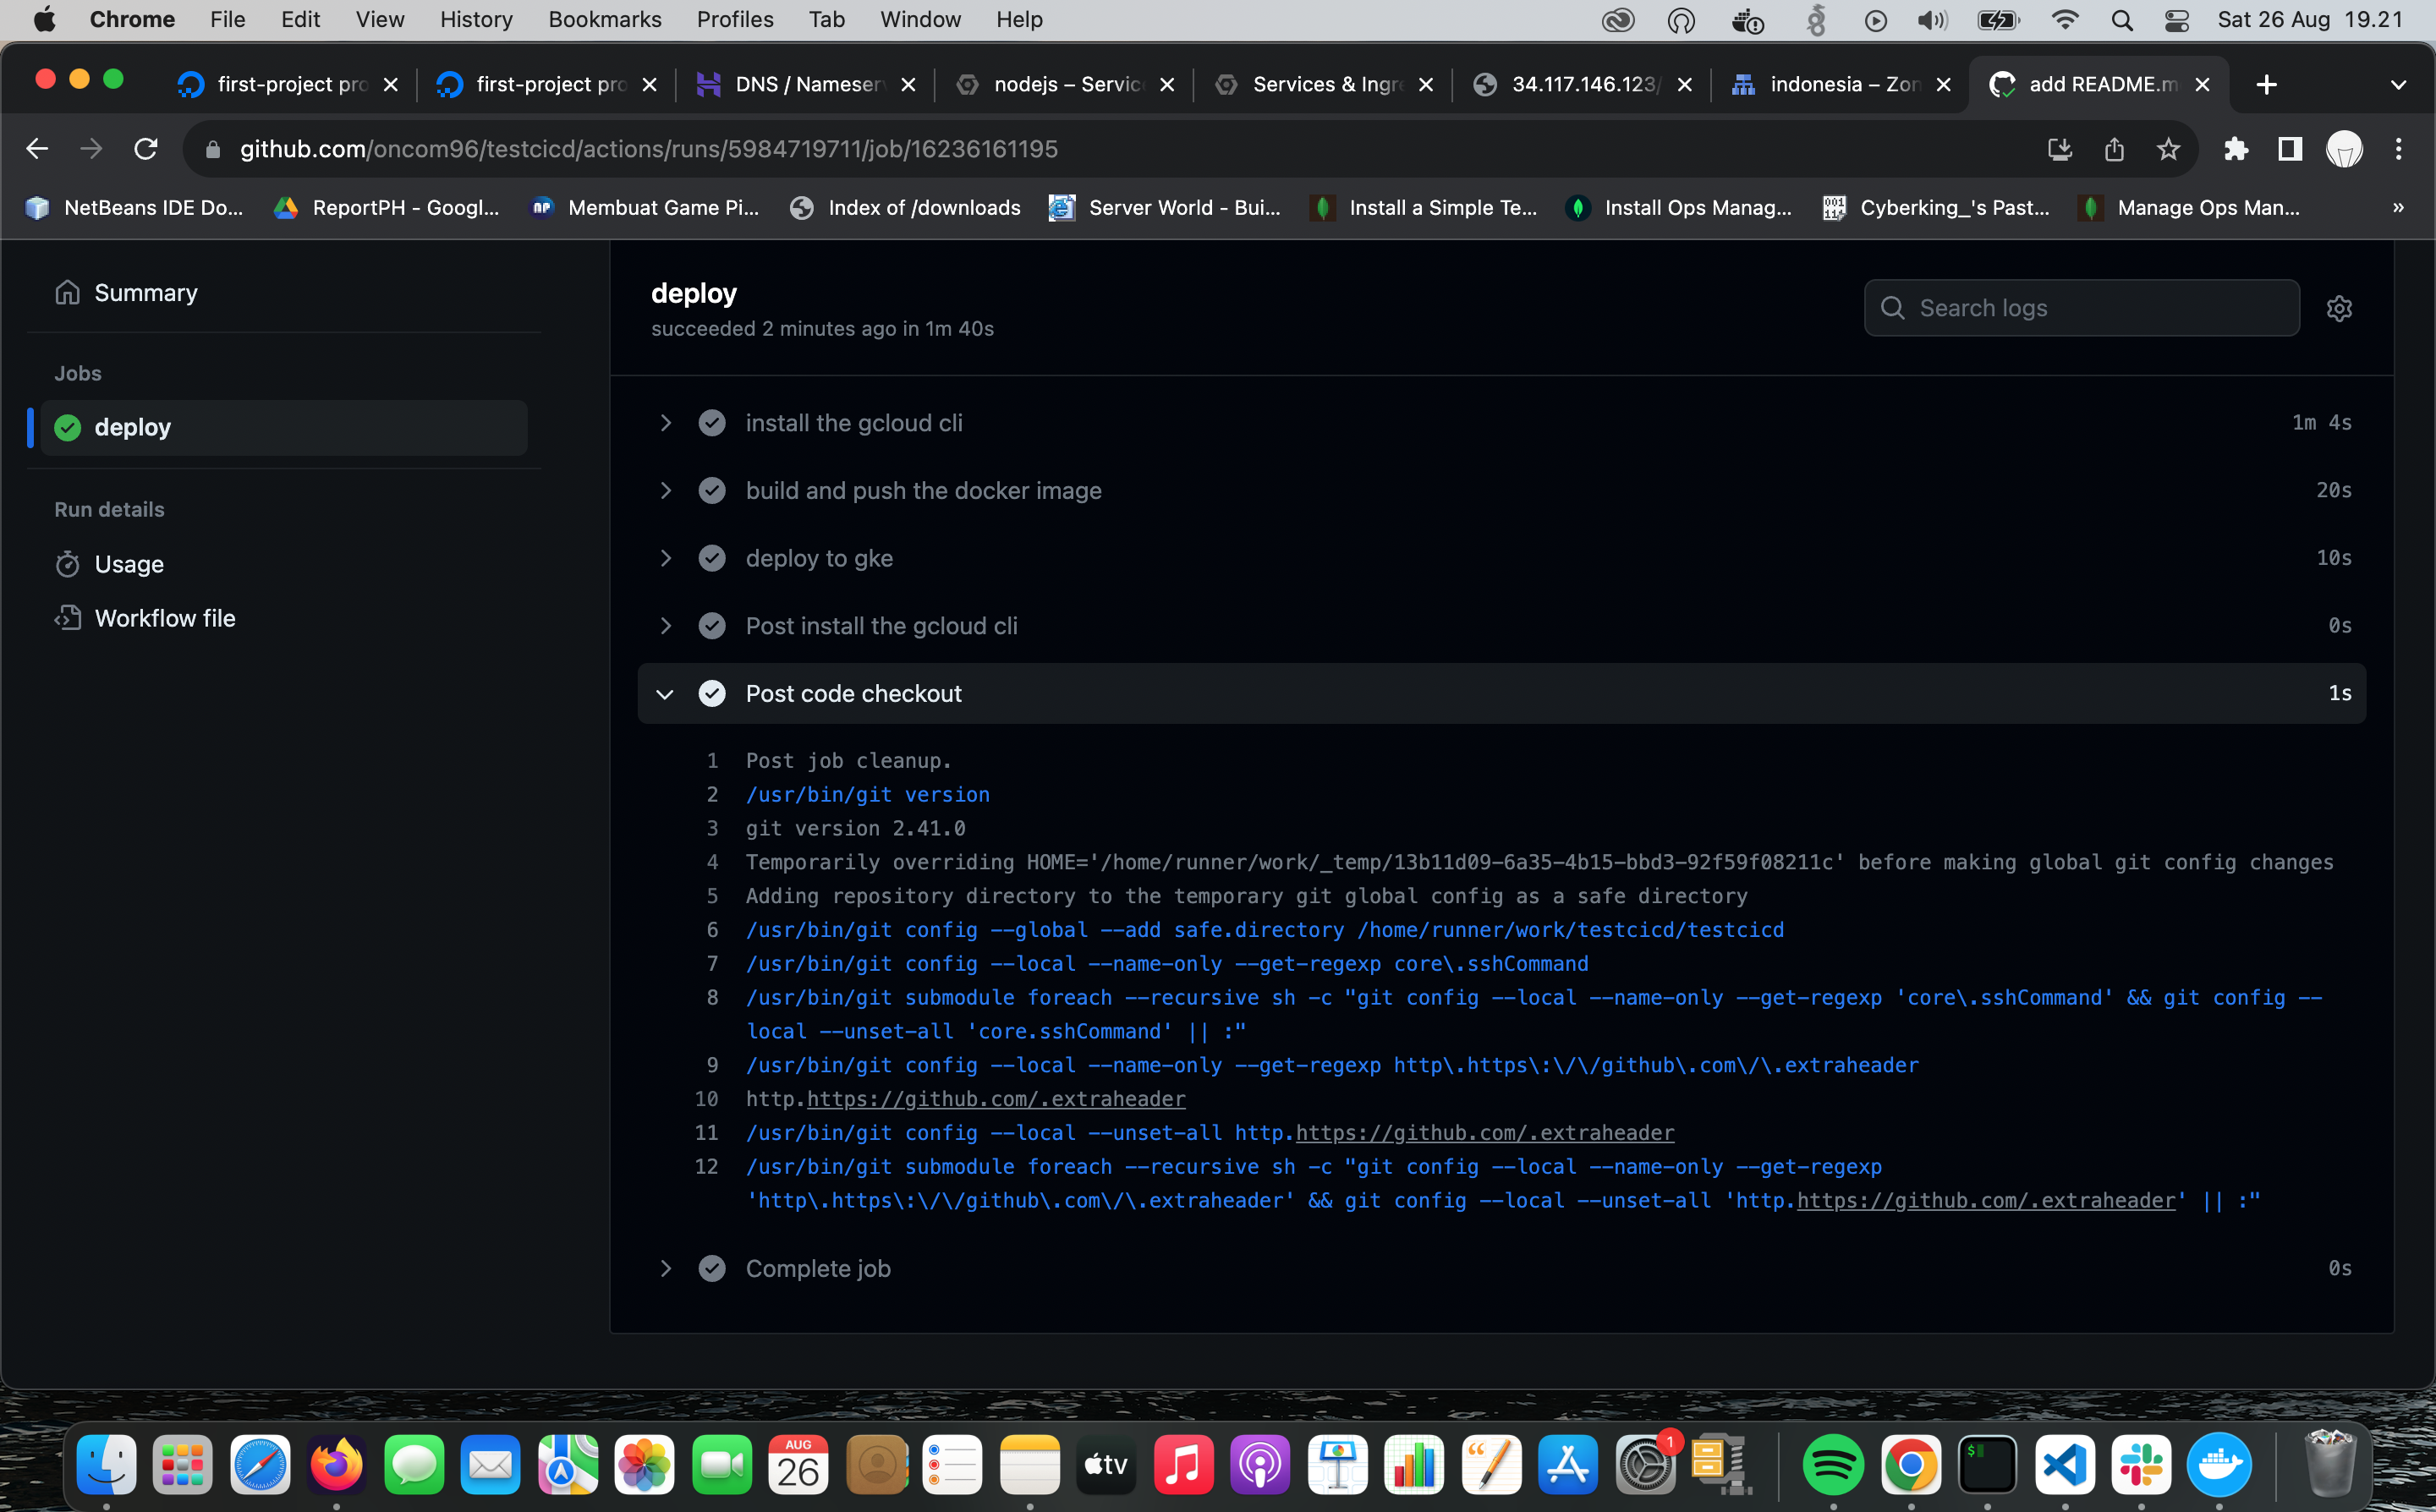 Chrome File Edit View History Bookmarks Profiles Tab Window Help Sat 26 Aug 19.21
first-project pro first-project pro DNS / Nameser nodejs – Servic Services & Ingre 34.117.146.123/ indonesia – Zon add README.m
github.com/oncom96/testcicd/actions/runs/5984719711/job/16236161195
NetBeans IDE Do... ReportPH - Googl... Membuat Game Pi... Index of /downloads Server World - Bui... Install a Simple Te... Install Ops Manag... Cyberking_'s Past... Manage Ops Man... »
Summary
Jobs
deploy
Run details
Usage
Workflow file
deploy
succeeded 2 minutes ago in 1m 40s
Search logs
install the gcloud cli 1m 4s
build and push the docker image 20s
deploy to gke 10s
Post install the gcloud cli 0s
Post code checkout 1s
1 Post job cleanup.
2 /usr/bin/git version
3 git version 2.41.0
4 Temporarily overriding HOME='/home/runner/work/_temp/13b11d09-6a35-4b15-bbd3-92f59f08211c' before making global git config changes
5 Adding repository directory to the temporary git global config as a safe directory
6 /usr/bin/git config --global --add safe.directory /home/runner/work/testcicd/testcicd
7 /usr/bin/git config --local --name-only --get-regexp core\.sshCommand
8 /usr/bin/git submodule foreach --recursive sh -c "git config --local --name-only --get-regexp 'core\.sshCommand' && git config --
local --unset-all 'core.sshCommand' || :"
9 /usr/bin/git config --local --name-only --get-regexp http\.https\:\/\/github\.com\/\.extraheader
10 http.https://github.com/.extraheader
11 /usr/bin/git config --local --unset-all http.https://github.com/.extraheader
12 /usr/bin/git submodule foreach --recursive sh -c "git config --local --name-only --get-regexp
'http\.https\:\/\/github\.com\/\.extraheader' && git config --local --unset-all 'http.https://github.com/.extraheader' || :"
Complete job 0s
AUG
26
tv
1
$